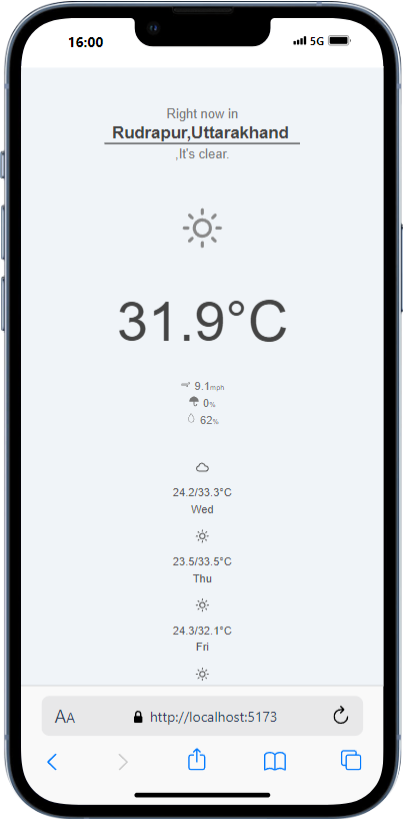 16:00
5G
Right now in
Rudrapur,Uttarakhand
,It's clear.
31.9°C
9.1mph
0%
62%
24.2/33.3°C
Wed
23.5/33.5°C
Thu
24.3/32.1°C
Fri
AA http://localhost:5173